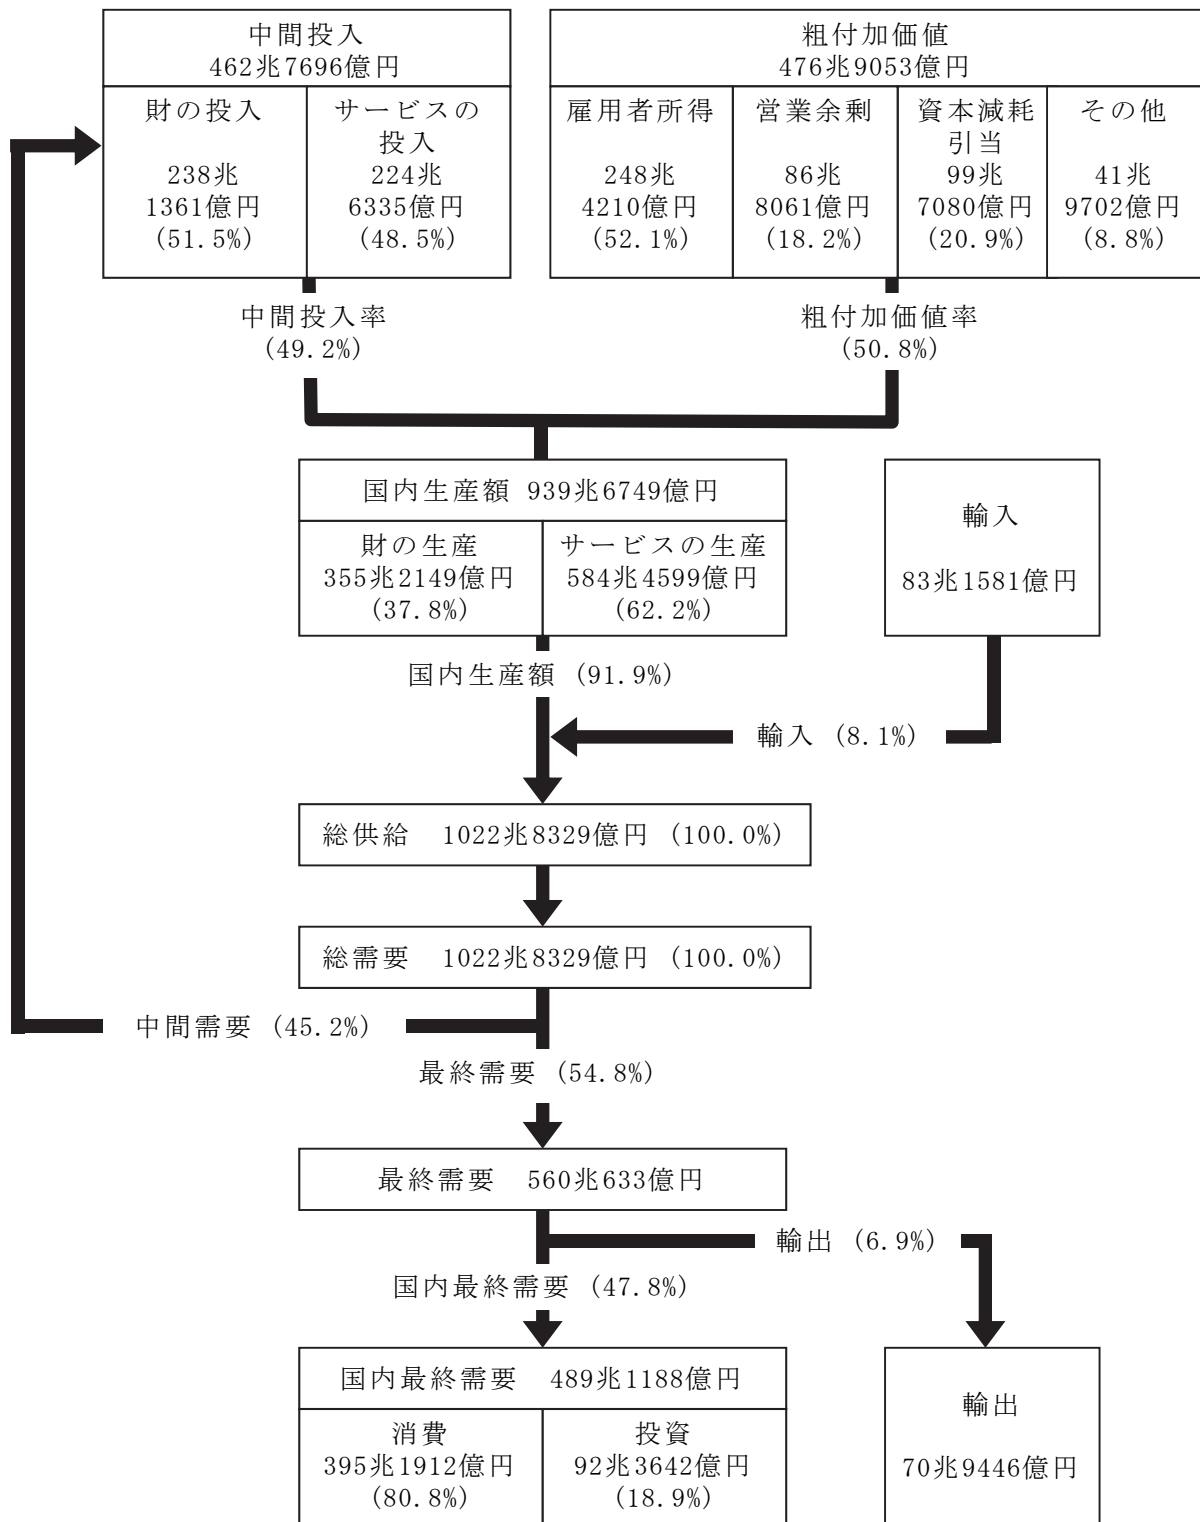 中間投入
462兆7696億円
財の投入
238兆
1361億円
(51.5%)
サービスの
投入
224兆
6335億円
(48.5%)
粗付加価値
476兆9053億円
雇用者所得
248兆
4210億円
(52.1%)
営業余剰
86兆
8061億円
(18.2%)
資本減耗
引当
99兆
7080億円
(20.9%)
その他
41兆
9702億円
(8.8%)
中間投入率
(49.2%)
粗付加価値率
(50.8%)
国内生産額 939兆6749億円
財の生産
355兆2149億円
(37.8%)
サービスの生産
584兆4599億円
(62.2%)
輸入
83兆1581億円
国内生産額 (91.9%)
輸入 (8.1%)
総供給 1022兆8329億円 (100.0%)
総需要 1022兆8329億円 (100.0%)
中間需要 (45.2%)
最終需要 (54.8%)
最終需要 560兆633億円
輸出 (6.9%)
国内最終需要 (47.8%)
国内最終需要 489兆1188億円
消費
395兆1912億円
(80.8%)
投資
92兆3642億円
(18.9%)
輸出
70兆9446億円